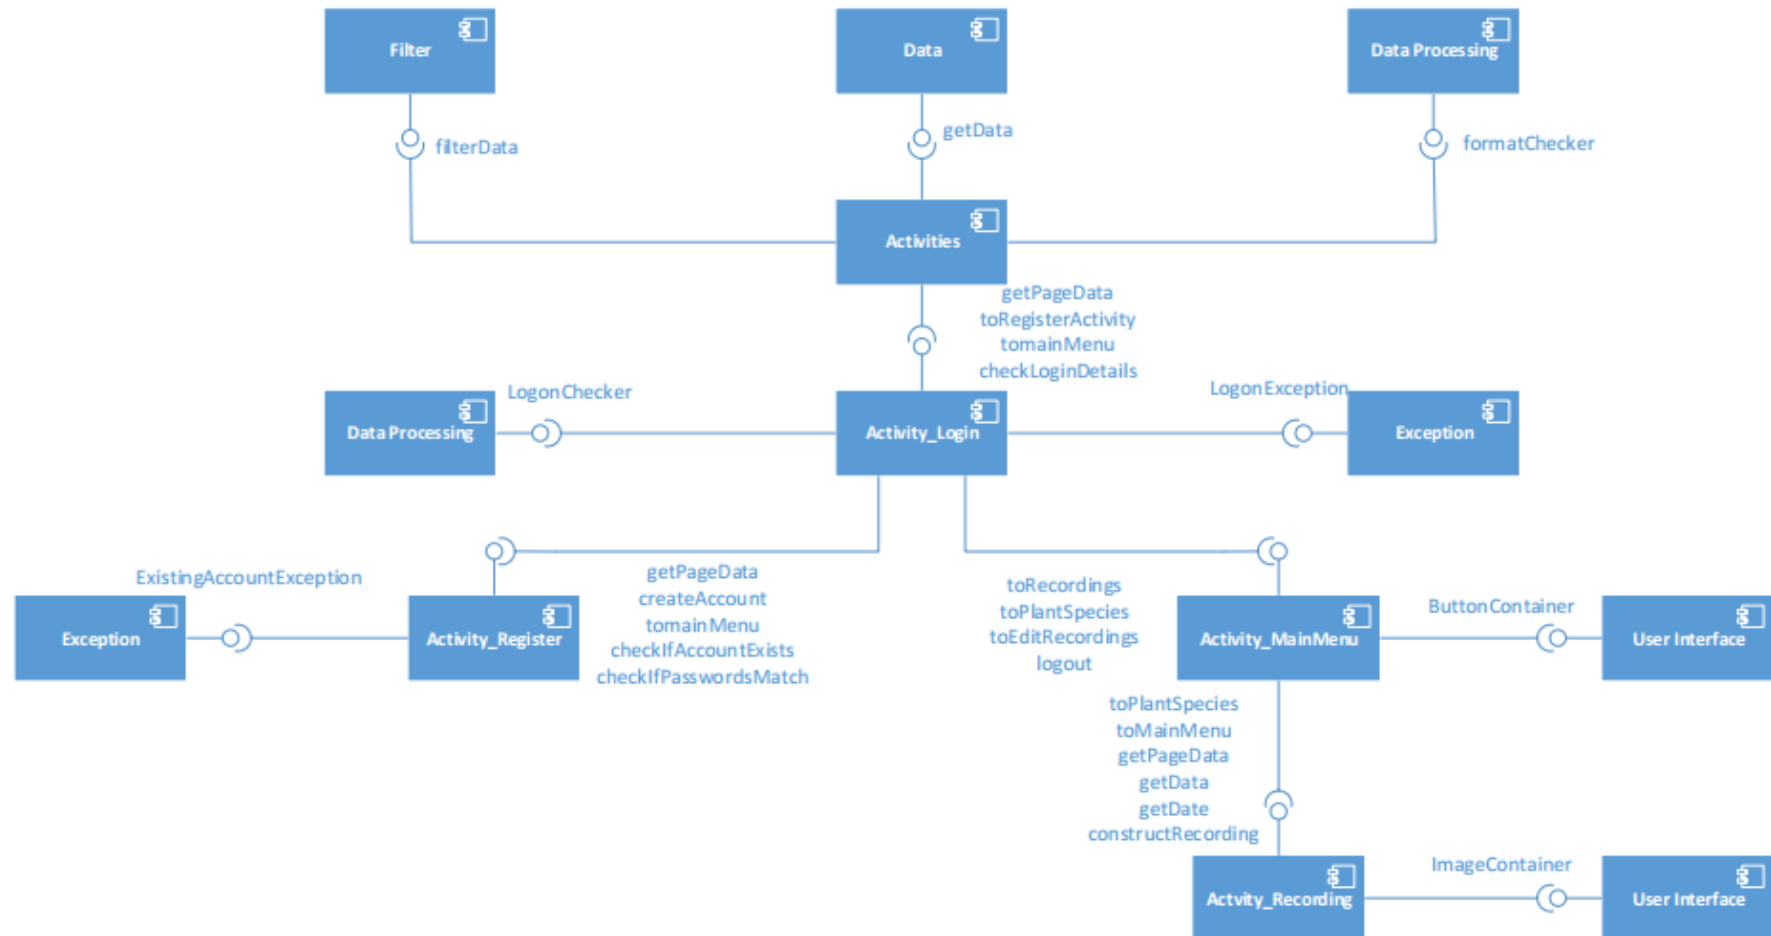 Filter
Data
Data Processing
filterData
getData
formatChecker
Activities
getPageData
toRegisterActivity
tomainMenu
checkLoginDetails
LogonChecker
LogonException
Data Processing
Activity_Login
Exception
ExistingAccountException
getPageData
createAccount
tomainMenu
checkIfAccountExists
checkIfPasswordsMatch
toRecordings
toPlantSpecies
toEditRecordings
logout
ButtonContainer
Exception
Activity_Register
Activity_MainMenu
User Interface
toPlantSpecies
toMainMenu
getPageData
getData
getDate
constructRecording
ImageContainer
Actvity_Recording
User Interface